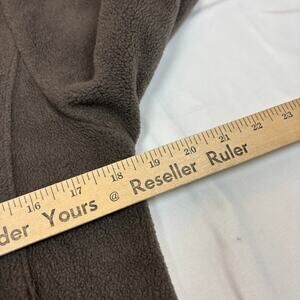 16 17 18 19 20 21 22 23
der Yours @ Reseller Ruler